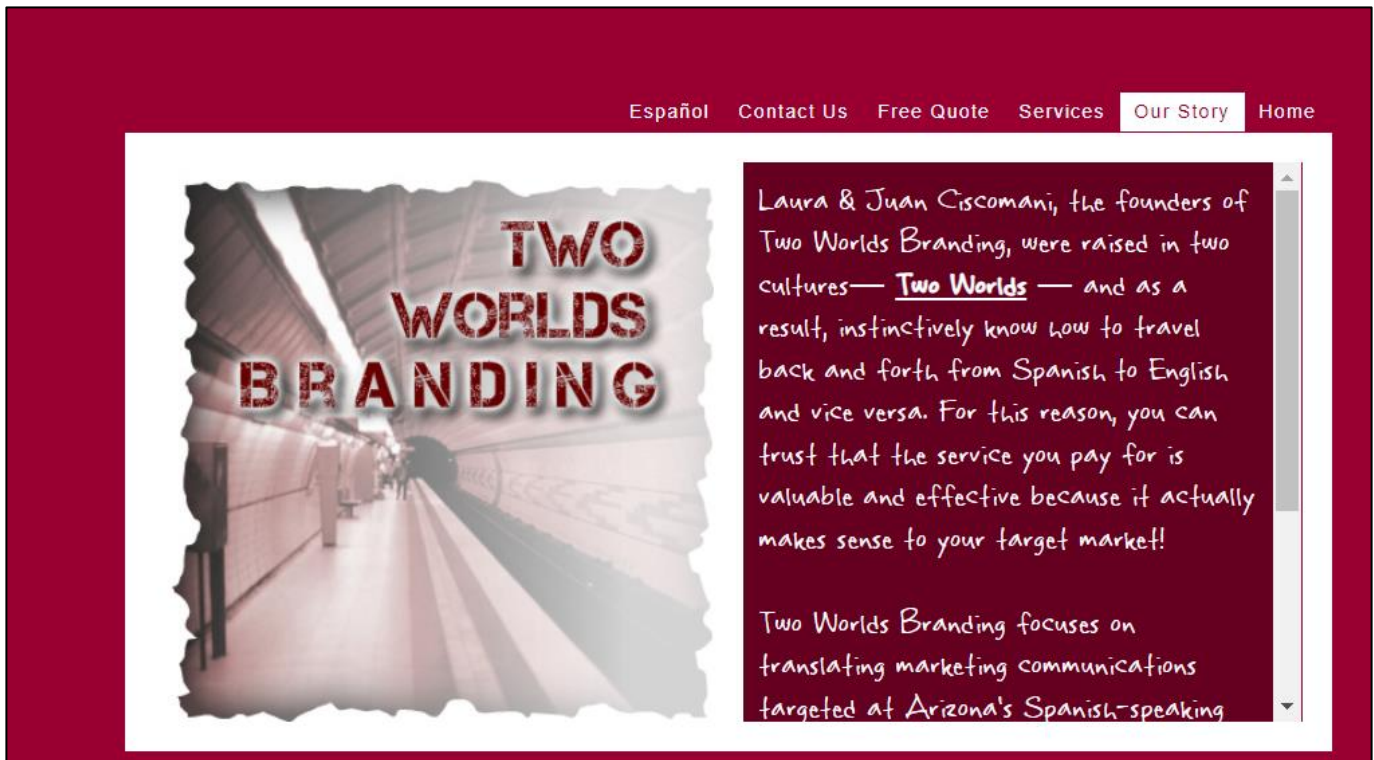 Español Contact Us Free Quote Services Our Story Home
TWO
WORLDS
BRANDING
Laura & Juan Ciscomani, the founders of
Two Worlds Branding, were raised in two
cultures— Two Worlds — and as a
result, instinctively know how to travel
back and forth from Spanish to English
and vice versa. For this reason, you can
trust that the service you pay for is
valuable and effective because it actually
makes sense to your target market!
Two Worlds Branding focuses on
translating marketing communications
targeted at Arizona's Spanish-speaking